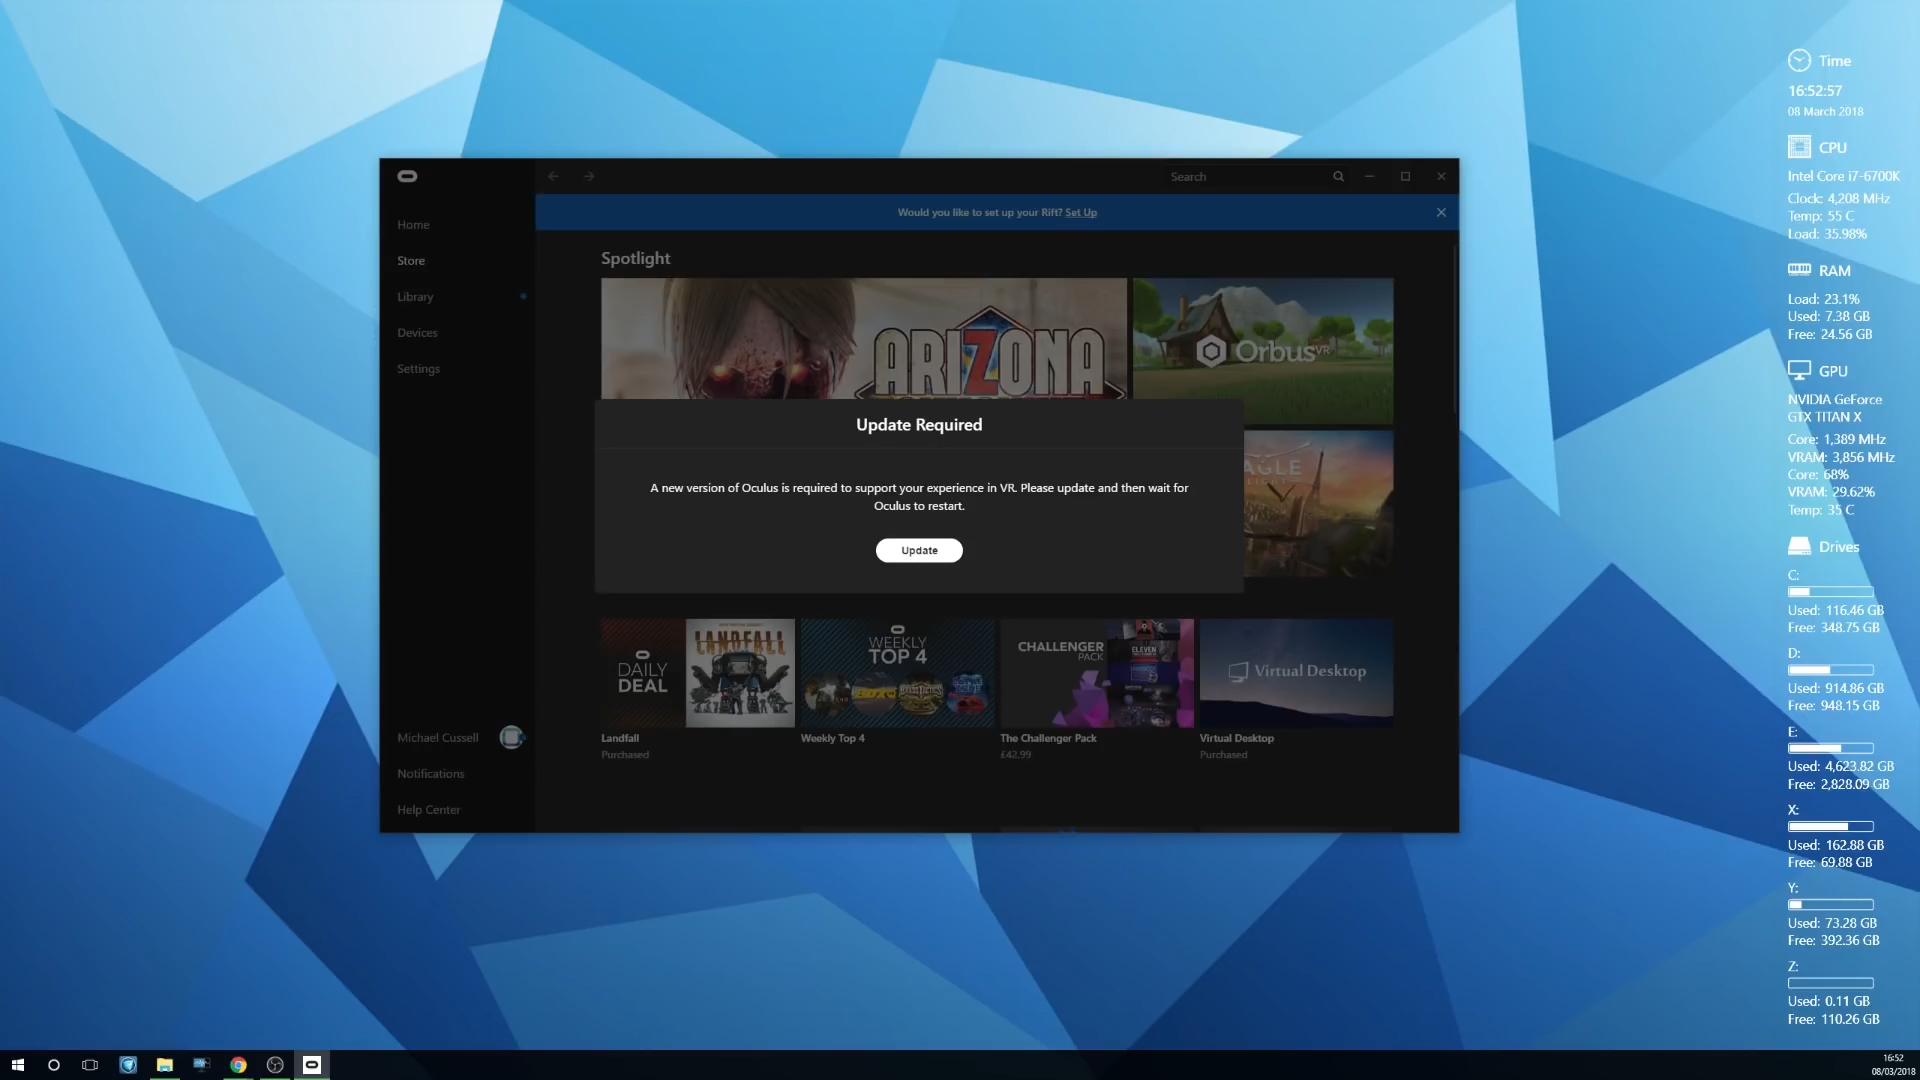 Search
Would you like to set up your Rift? Set Up
Home
Store
Library
Devices
Settings
Michael Cussell
Notifications
Help Center
Spotlight
ARIZONA
OrbusVR
Update Required
A new version of Oculus is required to support your experience in VR. Please update and then wait for
Oculus to restart.
Update
DAILY
DEAL
LANDFALL
WEEKLY
TOP 4
CHALLENGER
PACK
ELEVEN
Virtual Desktop
Landfall
Purchased
Weekly Top 4
The Challenger Pack
£42.99
Virtual Desktop
Purchased
Time
16:52:57
08 March 2018
CPU
Intel Core i7-6700K
Clock: 4,208 MHz
Temp: 55 C
Load: 35.98%
RAM
Load: 23.1%
Used: 7.38 GB
Free: 24.56 GB
GPU
NVIDIA GeForce
GTX TITAN X
Core: 1,389 MHz
VRAM: 3,856 MHz
Core: 68%
VRAM: 29.62%
Temp: 35 C
Drives
C:
Used: 116.46 GB
Free: 348.75 GB
D:
Used: 914.86 GB
Free: 948.15 GB
E:
Used: 4,623.82 GB
Free: 2,828.09 GB
X:
Used: 162.88 GB
Free: 69.88 GB
Y:
Used: 73.28 GB
Free: 392.36 GB
Z:
Used: 0.11 GB
Free: 110.26 GB
16:52
08/03/2018